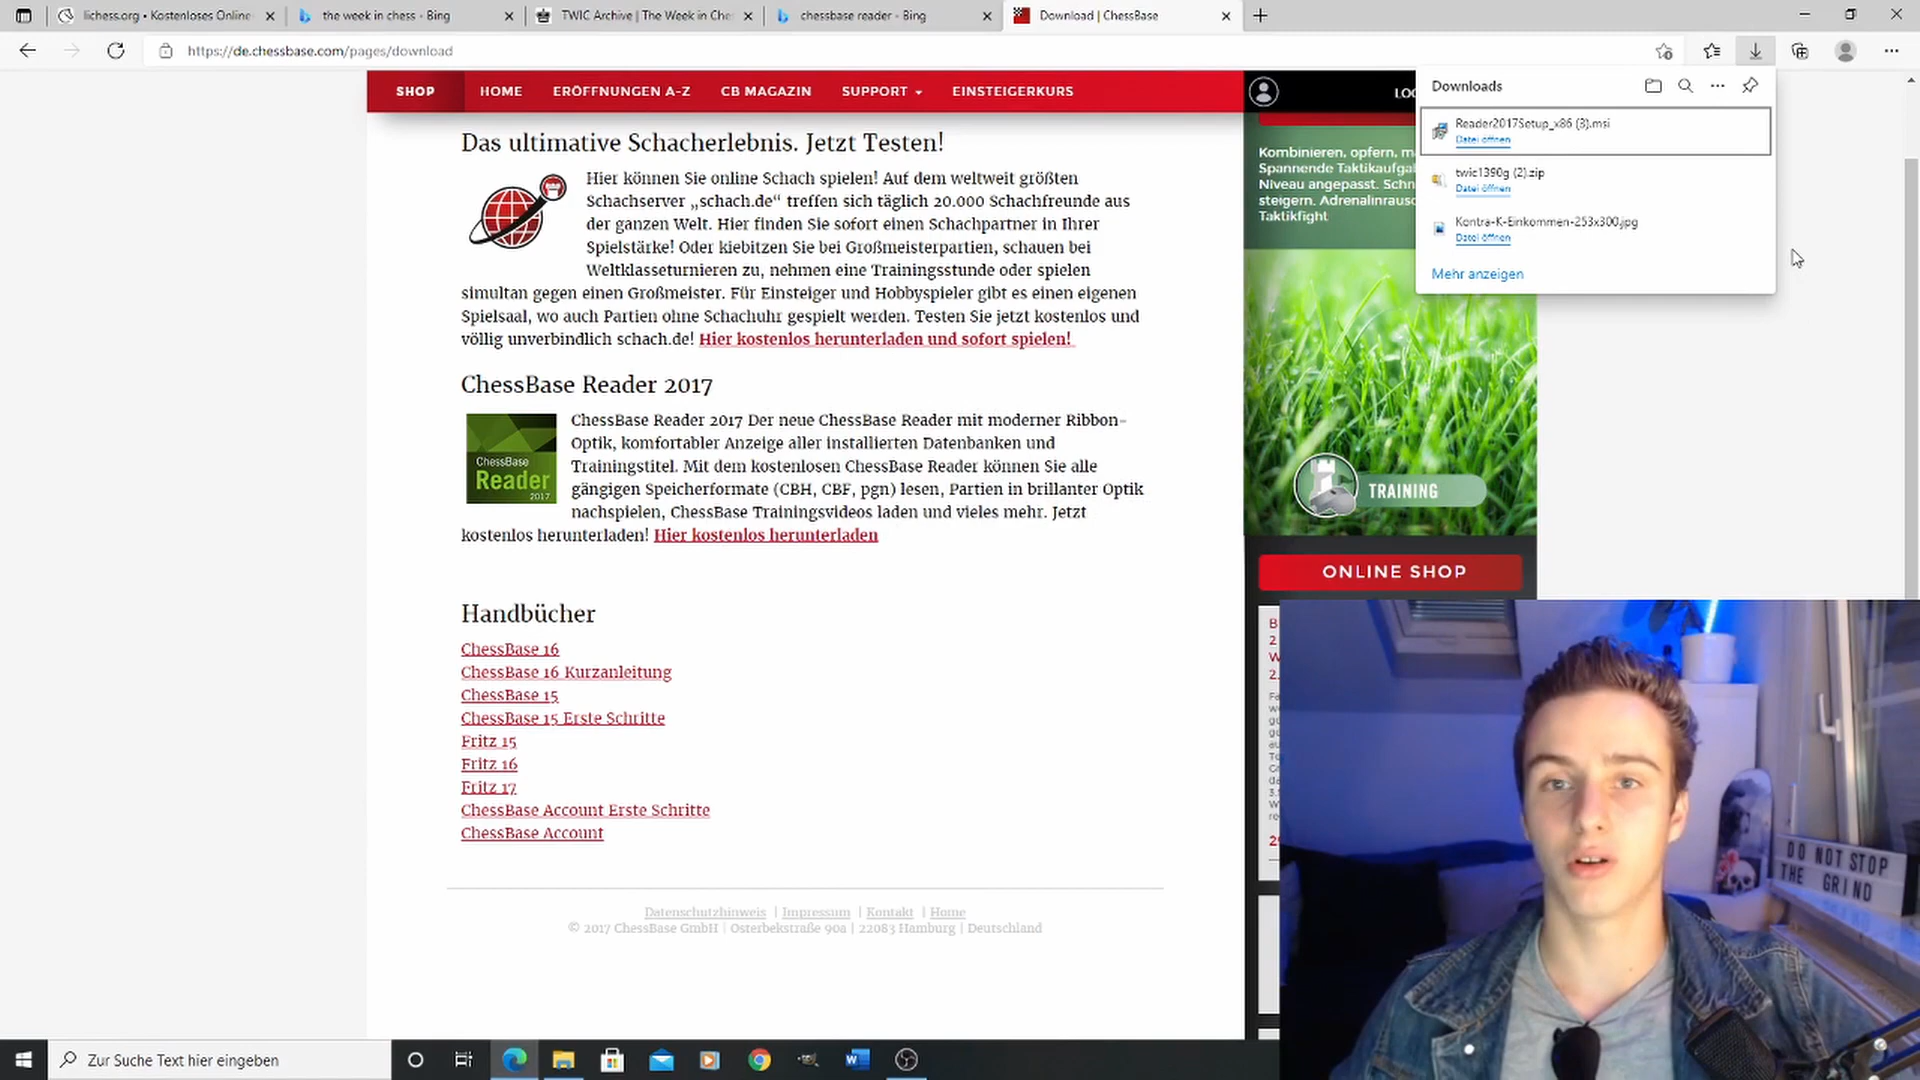 lichess.org • Kostenloses Online
the week in chess - Bing
TWIC Archive | The Week in Che
chessbase reader - Bing
Download | ChessBase
https://de.chessbase.com/pages/download
SHOP
HOME
ERÖFFNUNGEN A-Z
CB MAGAZIN
SUPPORT
EINSTEIGERKURS
LOG
Downloads
Reader2017Setup_x86 (3).msi
Datei öffnen
twic1390g (2).zip
Datei öffnen
Kontra-K-Einkommen-253x300.jpg
Datei öffnen
Mehr anzeigen
Das ultimative Schacherlebnis. Jetzt Testen!
Hier können Sie online Schach spielen! Auf dem weltweit größten
Schachserver „schach.de“ treffen sich täglich 20.000 Schachfreunde aus
der ganzen Welt. Hier finden Sie sofort einen Schachpartner in Ihrer
Spielstärke! Oder kiebitzen Sie bei Großmeisterpartien, schauen bei
Weltklasseturnieren zu, nehmen eine Trainingsstunde oder spielen
simultan gegen einen Großmeister. Für Einsteiger und Hobbyspieler gibt es einen eigenen
Spielsaal, wo auch Partien ohne Schachuhr gespielt werden. Testen Sie jetzt kostenlos und
völlig unverbindlich schach.de! Hier kostenlos herunterladen und sofort spielen!
ChessBase Reader 2017
ChessBase
Reader
2017
ChessBase Reader 2017 Der neue ChessBase Reader mit moderner Ribbon-
Optik, komfortabler Anzeige aller installierten Datenbanken und
Trainingstitel. Mit dem kostenlosen ChessBase Reader können Sie alle
gängigen Speicherformate (CBH, CBF, pgn) lesen, Partien in brillanter Optik
nachspielen, ChessBase Trainingsvideos laden und vieles mehr. Jetzt
kostenlos herunterladen! Hier kostenlos herunterladen
Handbücher
ChessBase 16
ChessBase 16 Kurzanleitung
ChessBase 15
ChessBase 15 Erste Schritte
Fritz 15
Fritz 16
Fritz 17
ChessBase Account Erste Schritte
ChessBase Account
Datenschutzhinweis | Impressum | Kontakt | Home
© 2017 ChessBase GmbH | Osterbekstraße 90a | 22083 Hamburg | Deutschland
Kombinieren, opfern, m
Spannende Taktikaufga
Niveau angepasst. Schn
steigern. Adrenalinrausc
Taktikfight
TRAINING
ONLINE SHOP
DO NOT STOP
THE GRIND
Zur Suche Text hier eingeben